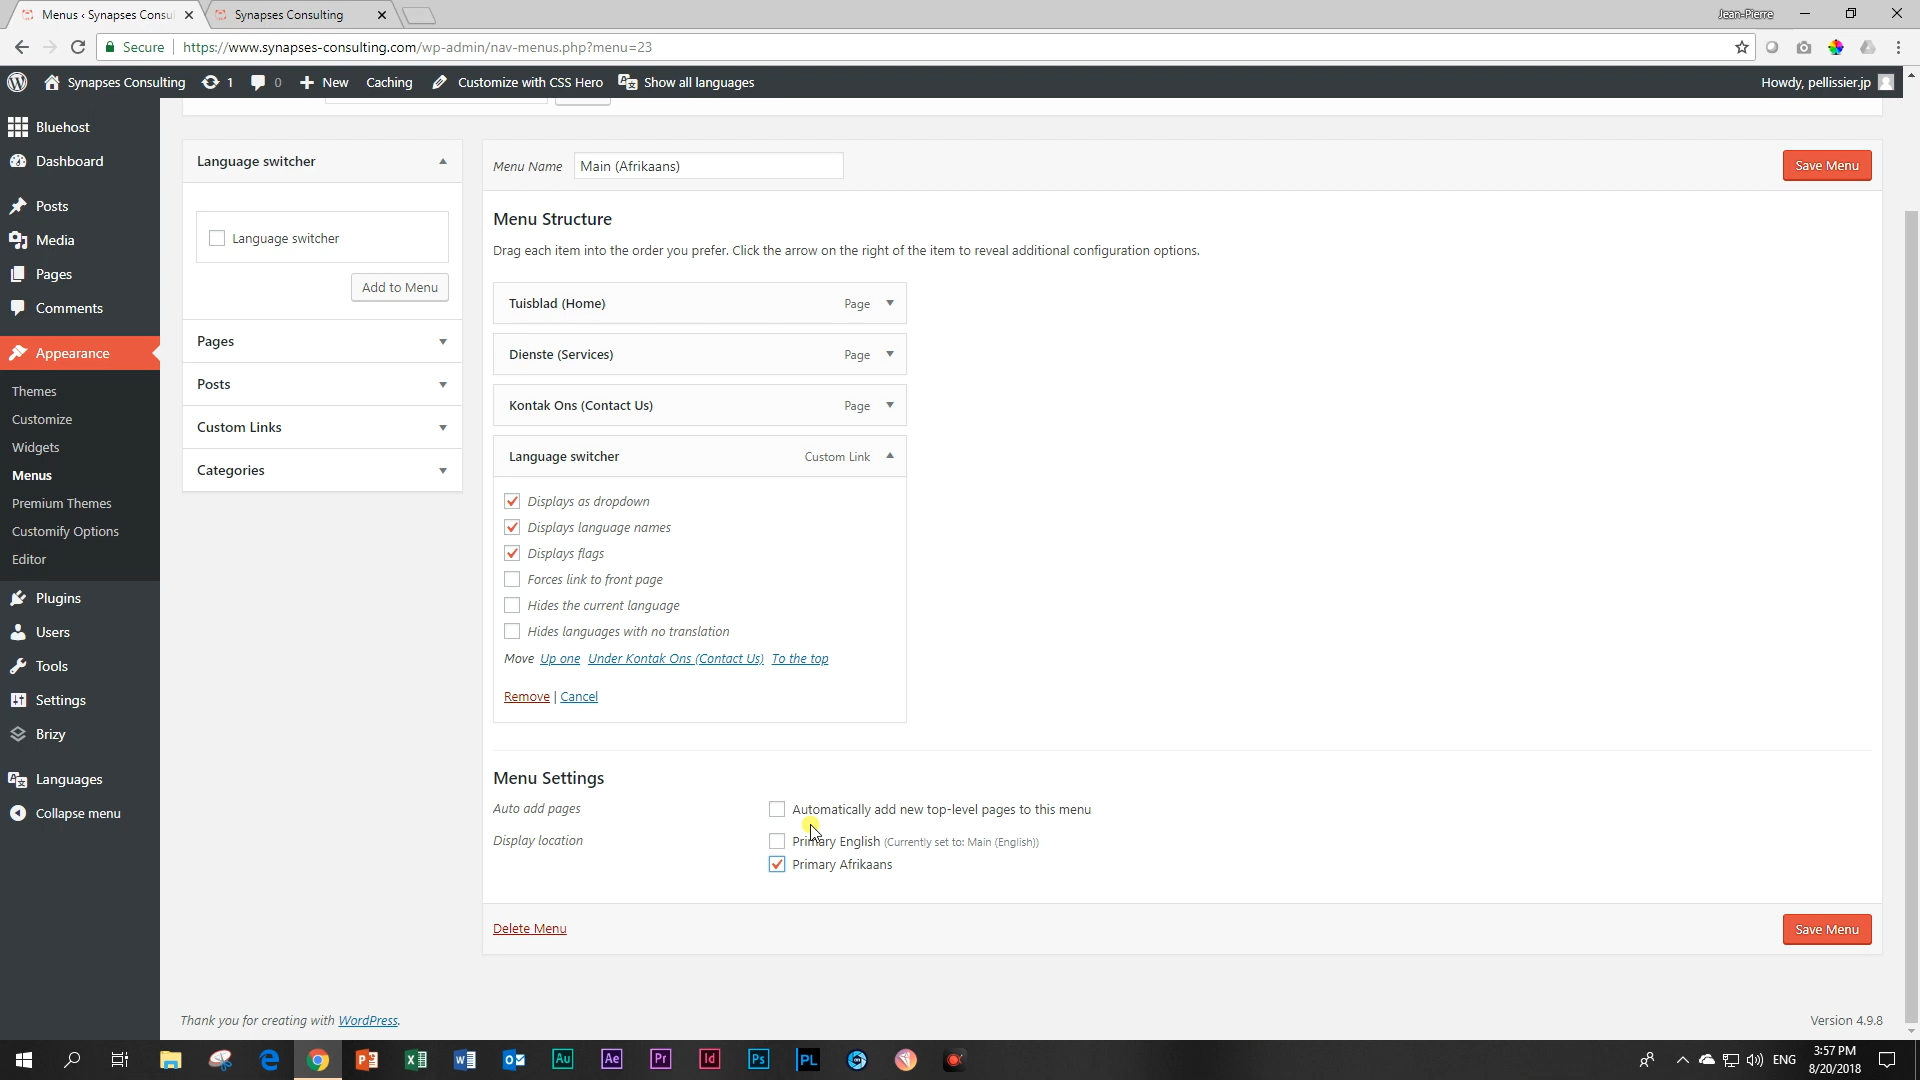 Menus ‹ Synapses Consul
Synapses Consulting
Jean-Pierre
Secure
https://www.synapses-consulting.com/wp-admin/nav-menus.php?menu=23
Synapses Consulting
1
0
New
Caching
Customize with CSS Hero
Show all languages
Howdy, pellissier.jp
Bluehost
Dashboard
Posts
Media
Pages
Comments
Appearance
Themes
Customize
Widgets
Menus
Premium Themes
Customify Options
Editor
Plugins
Users
Tools
Settings
Brizy
Languages
Collapse menu
Language switcher
Language switcher
Add to Menu
Pages
Posts
Custom Links
Categories
Menu Name
Main (Afrikaans)
Save Menu
Menu Structure
Drag each item into the order you prefer. Click the arrow on the right of the item to reveal additional configuration options.
Tuisblad (Home)
Page
Dienste (Services)
Page
Kontak Ons (Contact Us)
Page
Language switcher
Custom Link
Displays as dropdown
Displays language names
Displays flags
Forces link to front page
Hides the current language
Hides languages with no translation
Move Up one Under Kontak Ons (Contact Us) To the top
Remove | Cancel
Menu Settings
Auto add pages
Automatically add new top-level pages to this menu
Display location
Primary English (Currently set to: Main (English))
Primary Afrikaans
Delete Menu
Save Menu
Thank you for creating with WordPress.
Version 4.9.8
Au
Ae
Pr
Id
Ps
PL
ENG
3:57 PM
8/20/2018